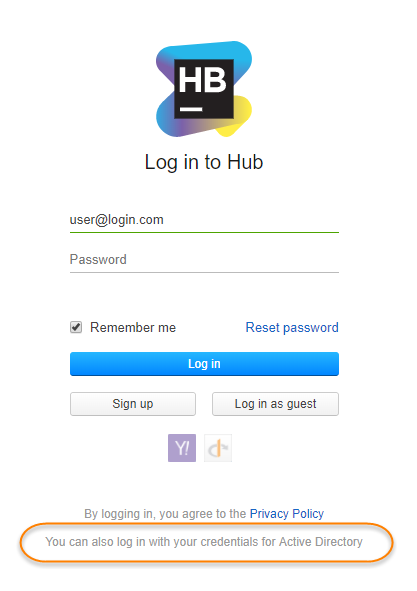 HB
Log in to Hub
user@login.com
Password
Remember me Reset password
Log in
Sign up Log in as guest
Y!
By logging in, you agree to the Privacy Policy
You can also log in with your credentials for Active Directory